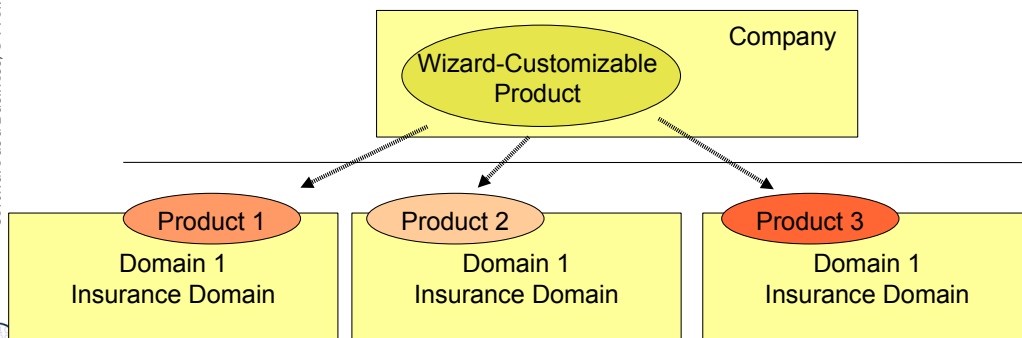 Company
Wizard-Customizable
Product
Product 1
Product 2
Product 3
Domain 1
Insurance Domain
Domain 1
Insurance Domain
Domain 1
Insurance Domain